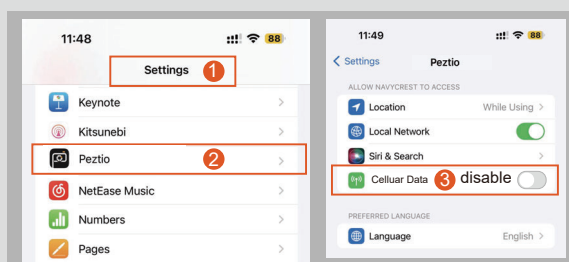 11:48
88
Settings 1
Keynote
Kitsunebi
Peztio 2
NetEase Music
Numbers
Pages
11:49
88
Settings Peztio
ALLOW NAVYCREST TO ACCESS
Location While Using
Local Network
Siri & Search
Celluar Data 3 disable
PREFERRED LANGUAGE
Language English